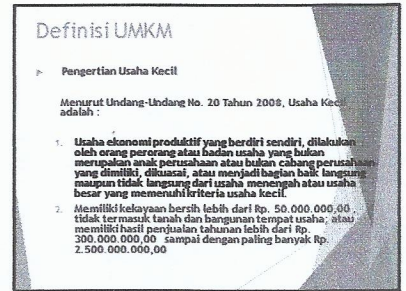 Definisi UMKM
Pengertian Usaha Kecil
Menurut Undang-Undang No. 20 Tahun 2008, Usaha Kecil
adalah :
1. Usaha ekonomi produktif yang berdiri sendiri, dilakukan
oleh orang perorang atau badan usaha yang bukan
merupakan anak perusahaan atau bukan cabang perusahaan
yang dimiliki, dikuasai, atau menjadi bagian baik langsung
maupun tidak langsung dari usaha menengah atau usaha
besar yang memenuhi kriteria usaha kecil.
2. Memiliki kekayaan bersih lebih dari Rp. 50.000.000,00 ,
tidak termasuk tanah dan bangunan tempat usaha; atau
memiliki hasil penjualan tahunan lebih dari Rp.
300.000.000,00 sampai dengan paling banyak Rp.
2.500.000.000,00